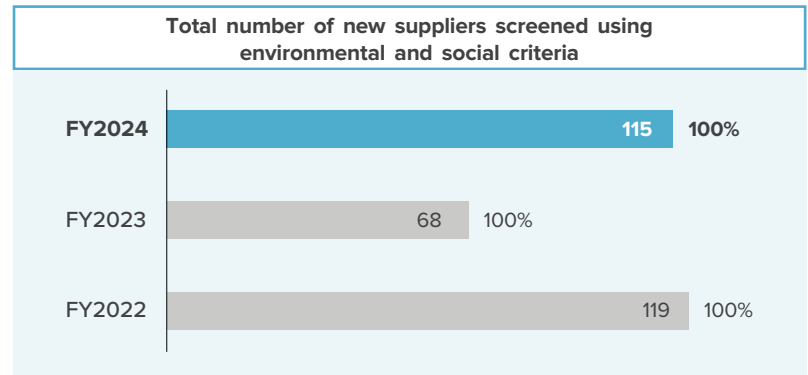 Total number of new suppliers screened using
environmental and social criteria
FY2024 115 100%
FY2023 68 100%
FY2022 119 100%